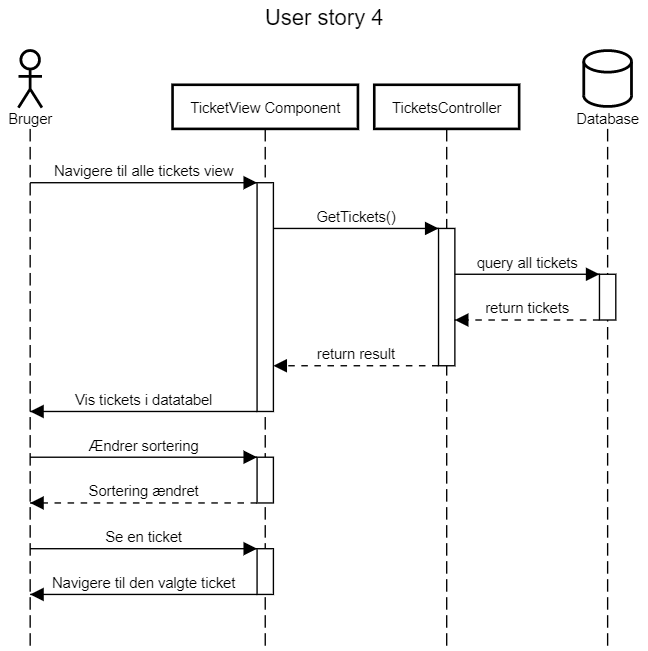 User story 4
Bruger
TicketView Component
TicketsController
Database
Navigere til alle tickets view
GetTickets()
query all tickets
return tickets
return result
Vis tickets i datatabel
Ændrer sortering
Sortering ændret
Se en ticket
Navigere til den valgte ticket